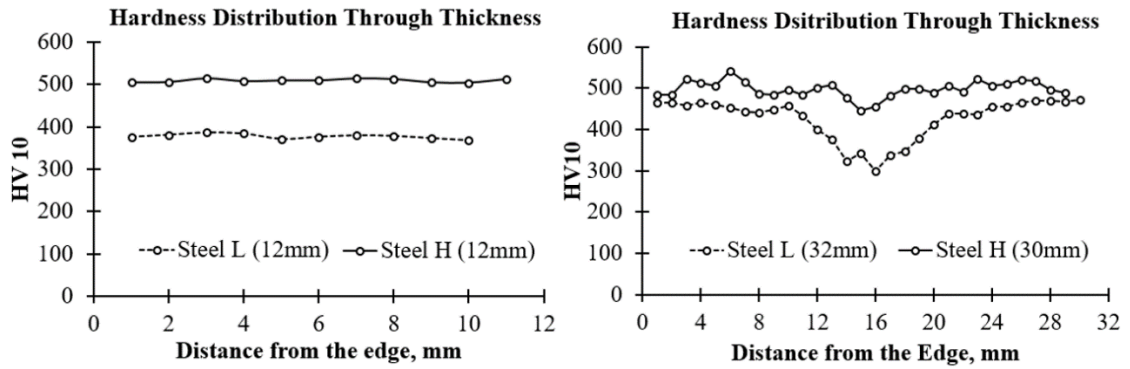 Hardness Distribution Through Thickness
600
500
400
300
200
100
0
HV 10
Steel L (12mm) Steel H (12mm)
0 2 4 6 8 10 12
Distance from the edge, mm
Hardness Dsitribution Through Thickness
600
500
400
300
200
100
0
HV10
Steel L (32mm) Steel H (30mm)
0 4 8 12 16 20 24 28 32
Distance from the Edge, mm